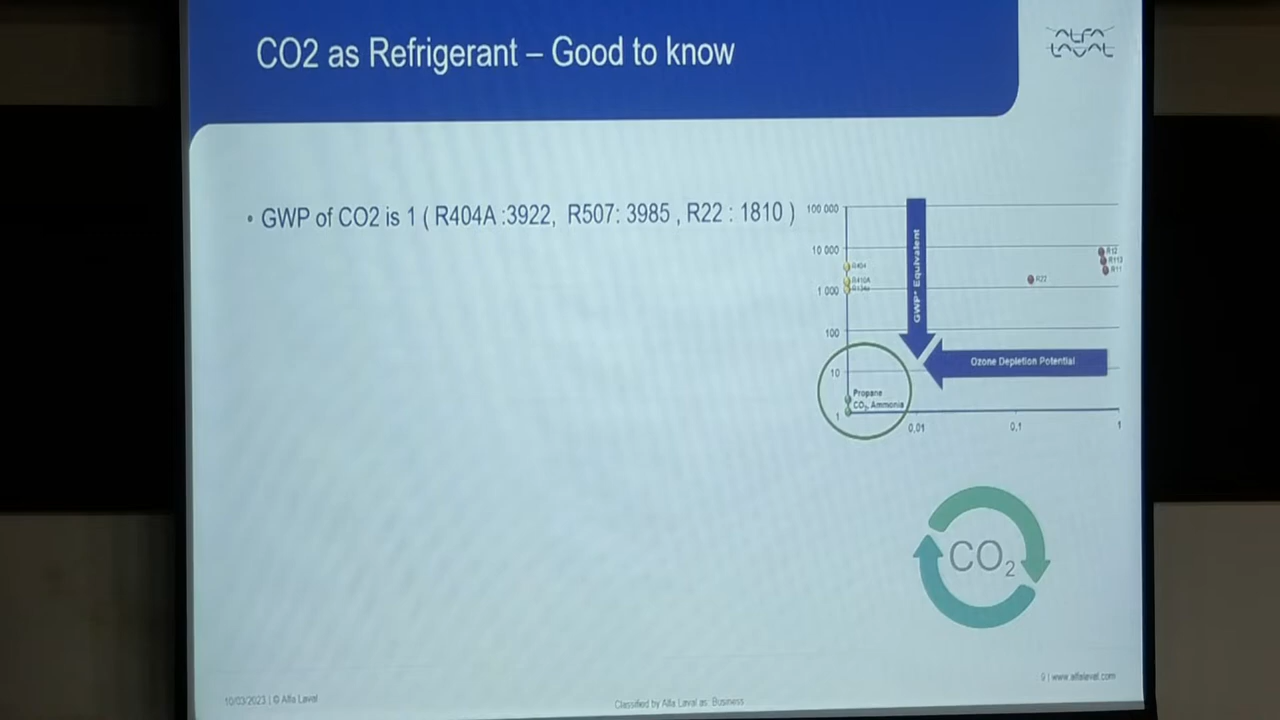 CO2 as Refrigerant – Good to know
ALFA
LAVAL
• GWP of CO2 is 1 ( R404A :3922, R507: 3985 , R22 : 1810 )
100 000
10 000
1 000
100
10
1
R404
R410A
R134a
GWP* Equivalent
R12
R113
R11
R22
Ozone Depletion Potential
Propane
CO₂, Ammonia
0,01
0,1
1
CO₂
10/03/2023 | © Alfa Laval
Classified by Alfa Laval as: Business
9 | www.alfalaval.com